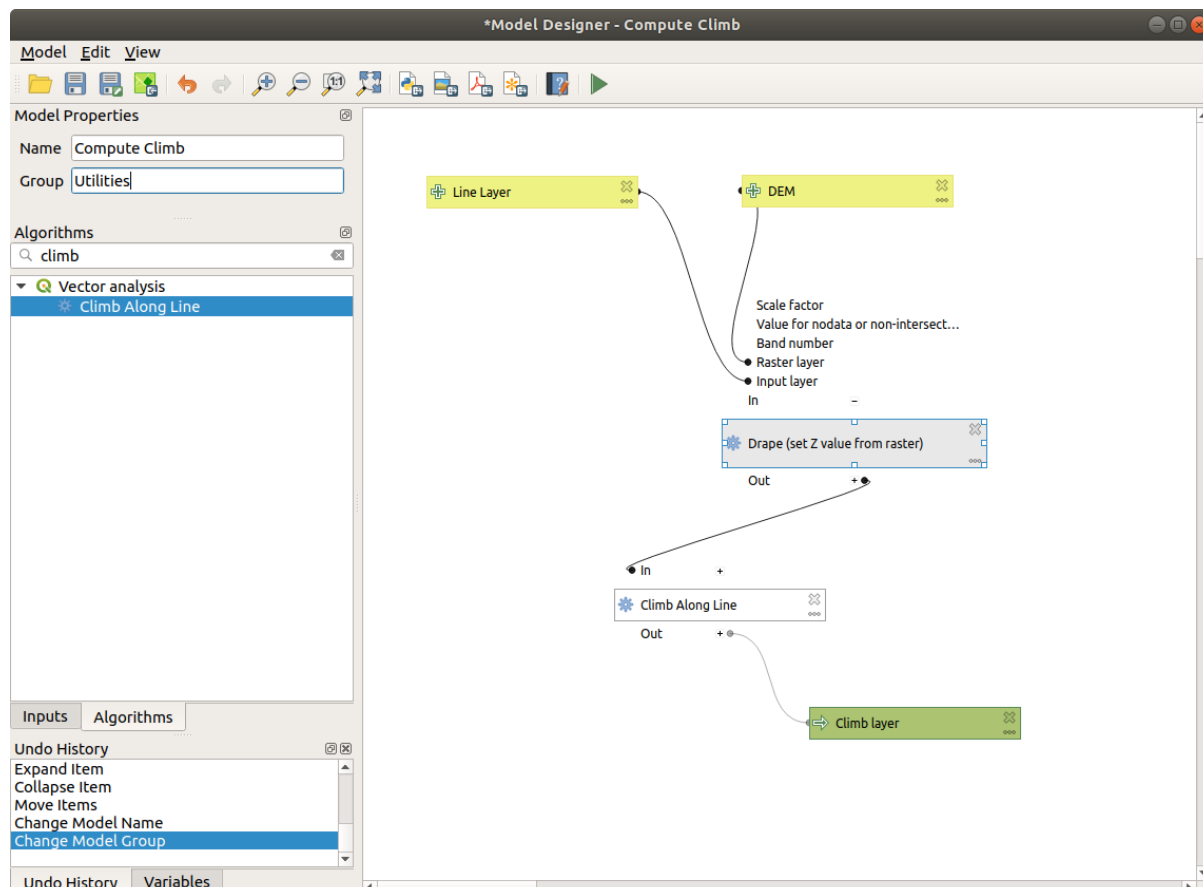 *Model Designer - Compute Climb
Model Edit View
Model Properties
Name Compute Climb
Group Utilities
Algorithms
climb
Vector analysis
Climb Along Line
Inputs Algorithms
Undo History
Expand Item
Collapse Item
Move Items
Change Model Name
Change Model Group
Undo History Variables
Line Layer
DEM
Scale factor
Value for nodata or non-intersect…
Band number
Raster layer
Input layer
In -
Drape (set Z value from raster)
Out +
In +
Climb Along Line
Out +
Climb layer